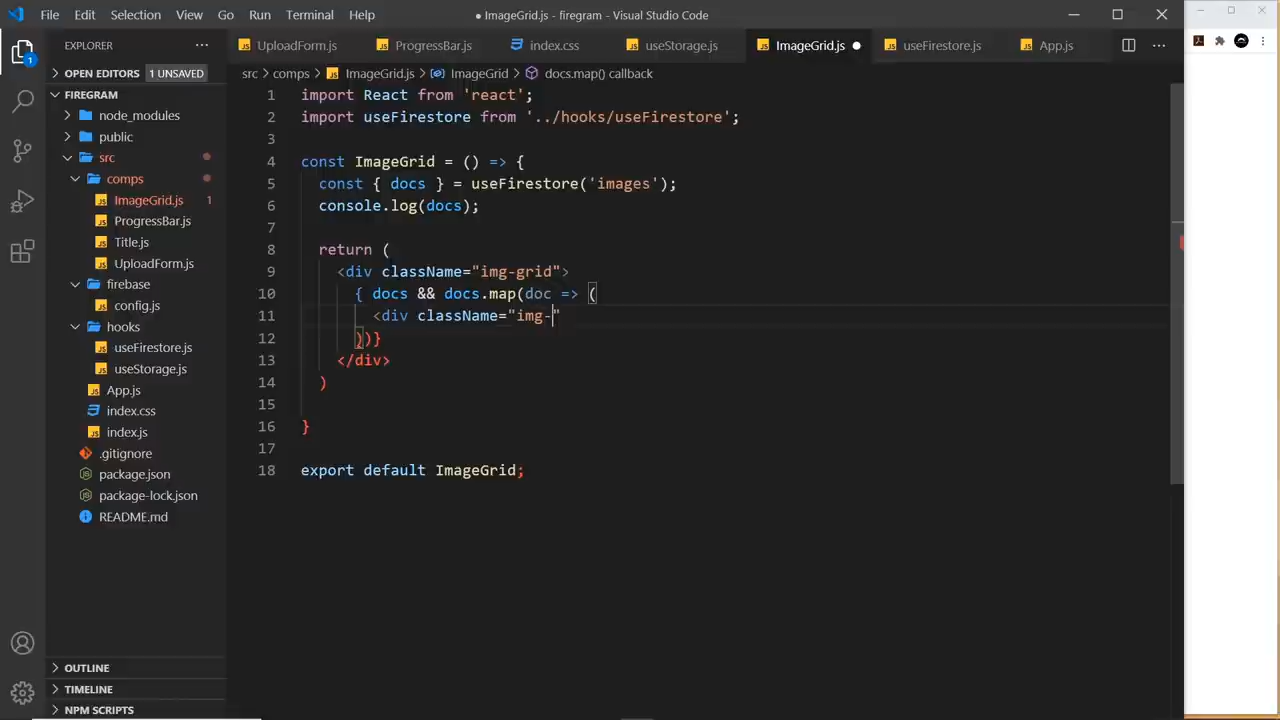 File Edit Selection View Go Run Terminal Help
● ImageGrid.js - firegram - Visual Studio Code
EXPLORER
UploadForm.js ProgressBar.js index.css useStorage.js ImageGrid.js useFirestore.js App.js
OPEN EDITORS 1 UNSAVED
src > comps > ImageGrid.js > ImageGrid > docs.map() callback
FIREGRAM
node_modules
public
src
comps
ImageGrid.js 1
ProgressBar.js
Title.js
UploadForm.js
firebase
config.js
hooks
useFirestore.js
useStorage.js
App.js
index.css
index.js
.gitignore
package.json
package-lock.json
README.md
OUTLINE
TIMELINE
NPM SCRIPTS
1 import React from 'react';
2 import useFirestore from '../hooks/useFirestore';
3
4 const ImageGrid = () => {
5 const { docs } = useFirestore('images');
6 console.log(docs);
7
8 return (
9 <div className="img-grid">
10 { docs && docs.map(doc => (
11 <div className="img-"
12 ))}
13 </div>
14 )
15
16 }
17
18 export default ImageGrid;
1